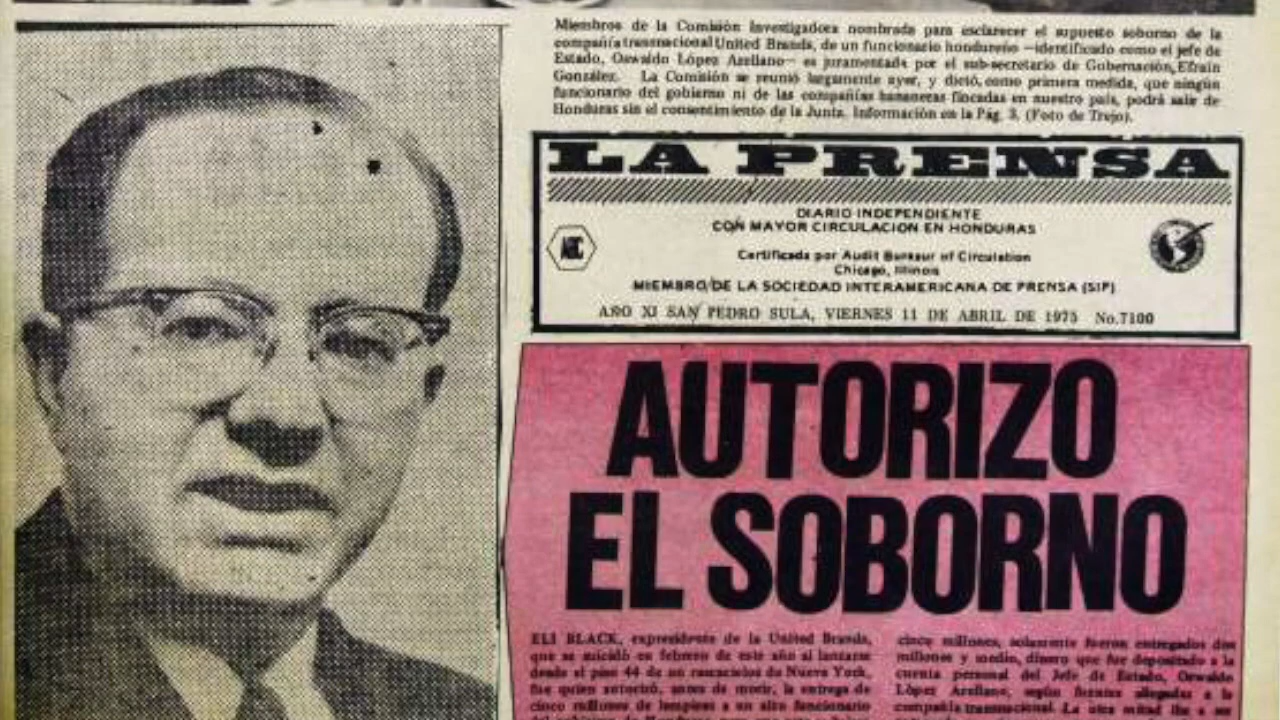 Miembros de la Comisión Investigadora nombrada para esclarecer el supuesto soborno de la
compañía transnacional United Brands, de un funcionario hondureño —identificado como el jefe de
Estado, Oswaldo López Arellano— es juramentada por el sub-secretario de Gobernación, Efraín
González. La Comisión se reunió largamente ayer, y dictó, como primera medida, que ningún
funcionario del gobierno ni de las compañías bananeras fincadas en nuestro país, podrá salir de
Honduras sin el consentimiento de la Junta. Información en la Pág. 3. (Foto de Trejo).
LA PRENSA
DIARIO INDEPENDIENTE
CON MAYOR CIRCULACION EN HONDURAS
Certificada por Audit Bureaur of Circulation
Chicago, Illinois
MIEMBRO DE LA SOCIEDAD INTERAMERICANA DE PRENSA (SIP)
AÑO XI SAN PEDRO SULA, VIERNES 11 DE ABRIL DE 1975 No. 7100
AUTORIZO
EL SOBORNO
ELI BLACK, expresidente de la United Brands,
que se suicidó en febrero de este año al lanzarse
desde el piso 44 de un rascacielos de Nueva York,
fue quien autorizó, antes de morir, la entrega de
cinco millones de lempiras a un alto funcionario
cinco millones, solamente fueron entregados dos
millones y medio, dinero que fue depositado a la
cuenta personal del Jefe de Estado, Oswaldo
López Arellano, según fuentes allegadas a la
compañía transnacional. La otra mitad iba a ser